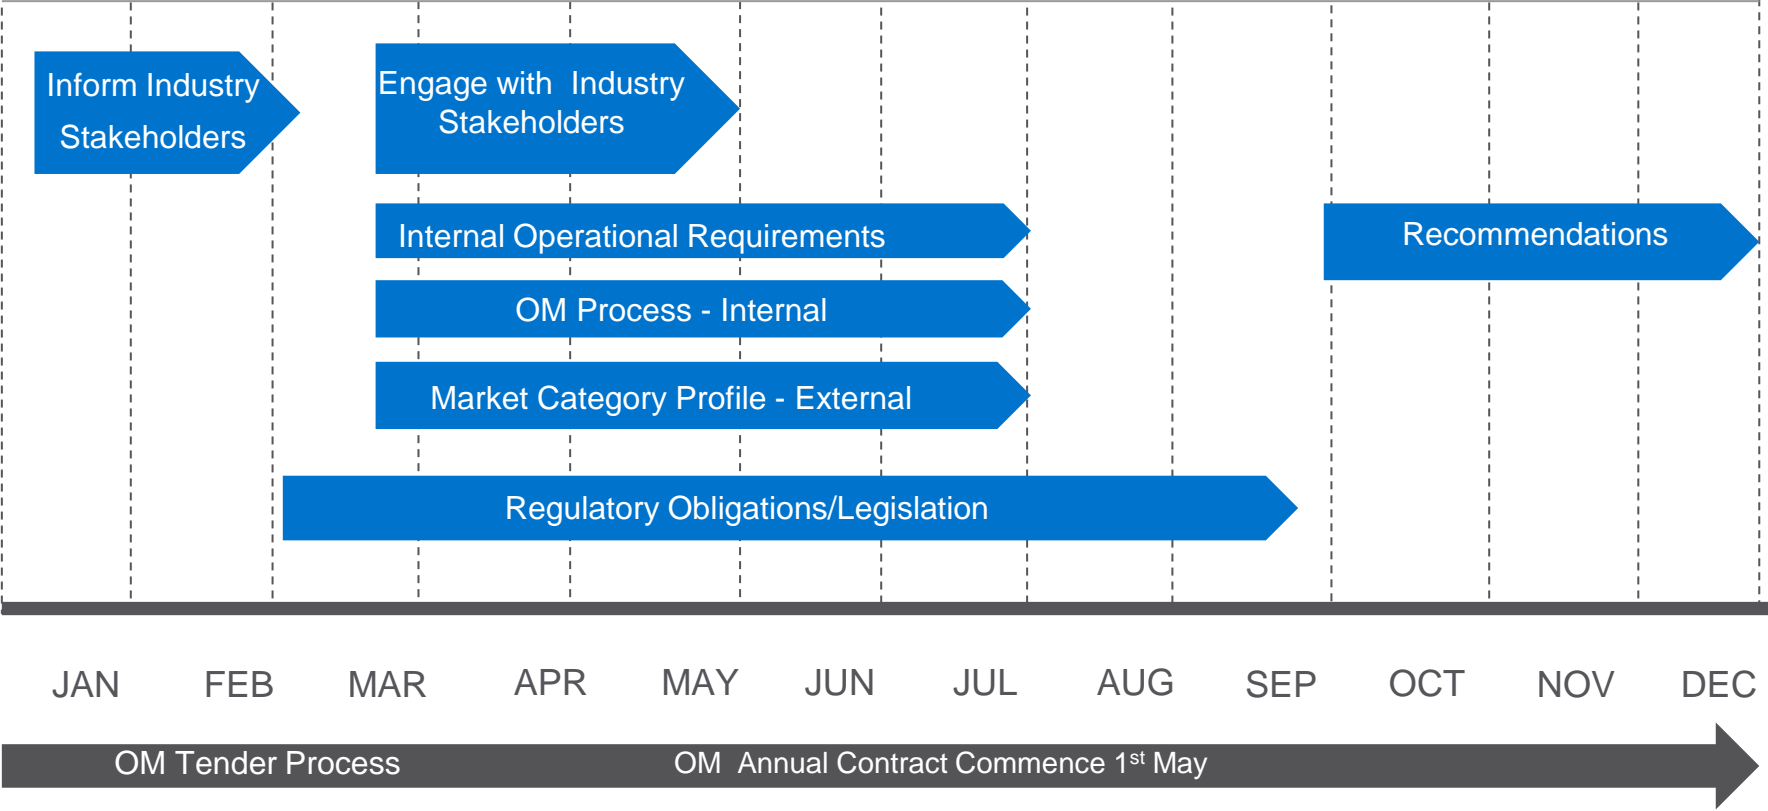 Inform Industry
Stakeholders
Engage with  Industry
Stakeholders
Internal Operational Requirements
Recommendations
OM Process - Internal
Market Category Profile - External
Regulatory Obligations/Legislation
JAN FEB MAR APR MAY JUN JUL AUG SEP OCT NOV DEC
OM Tender Process
OM  Annual Contract Commence 1st May